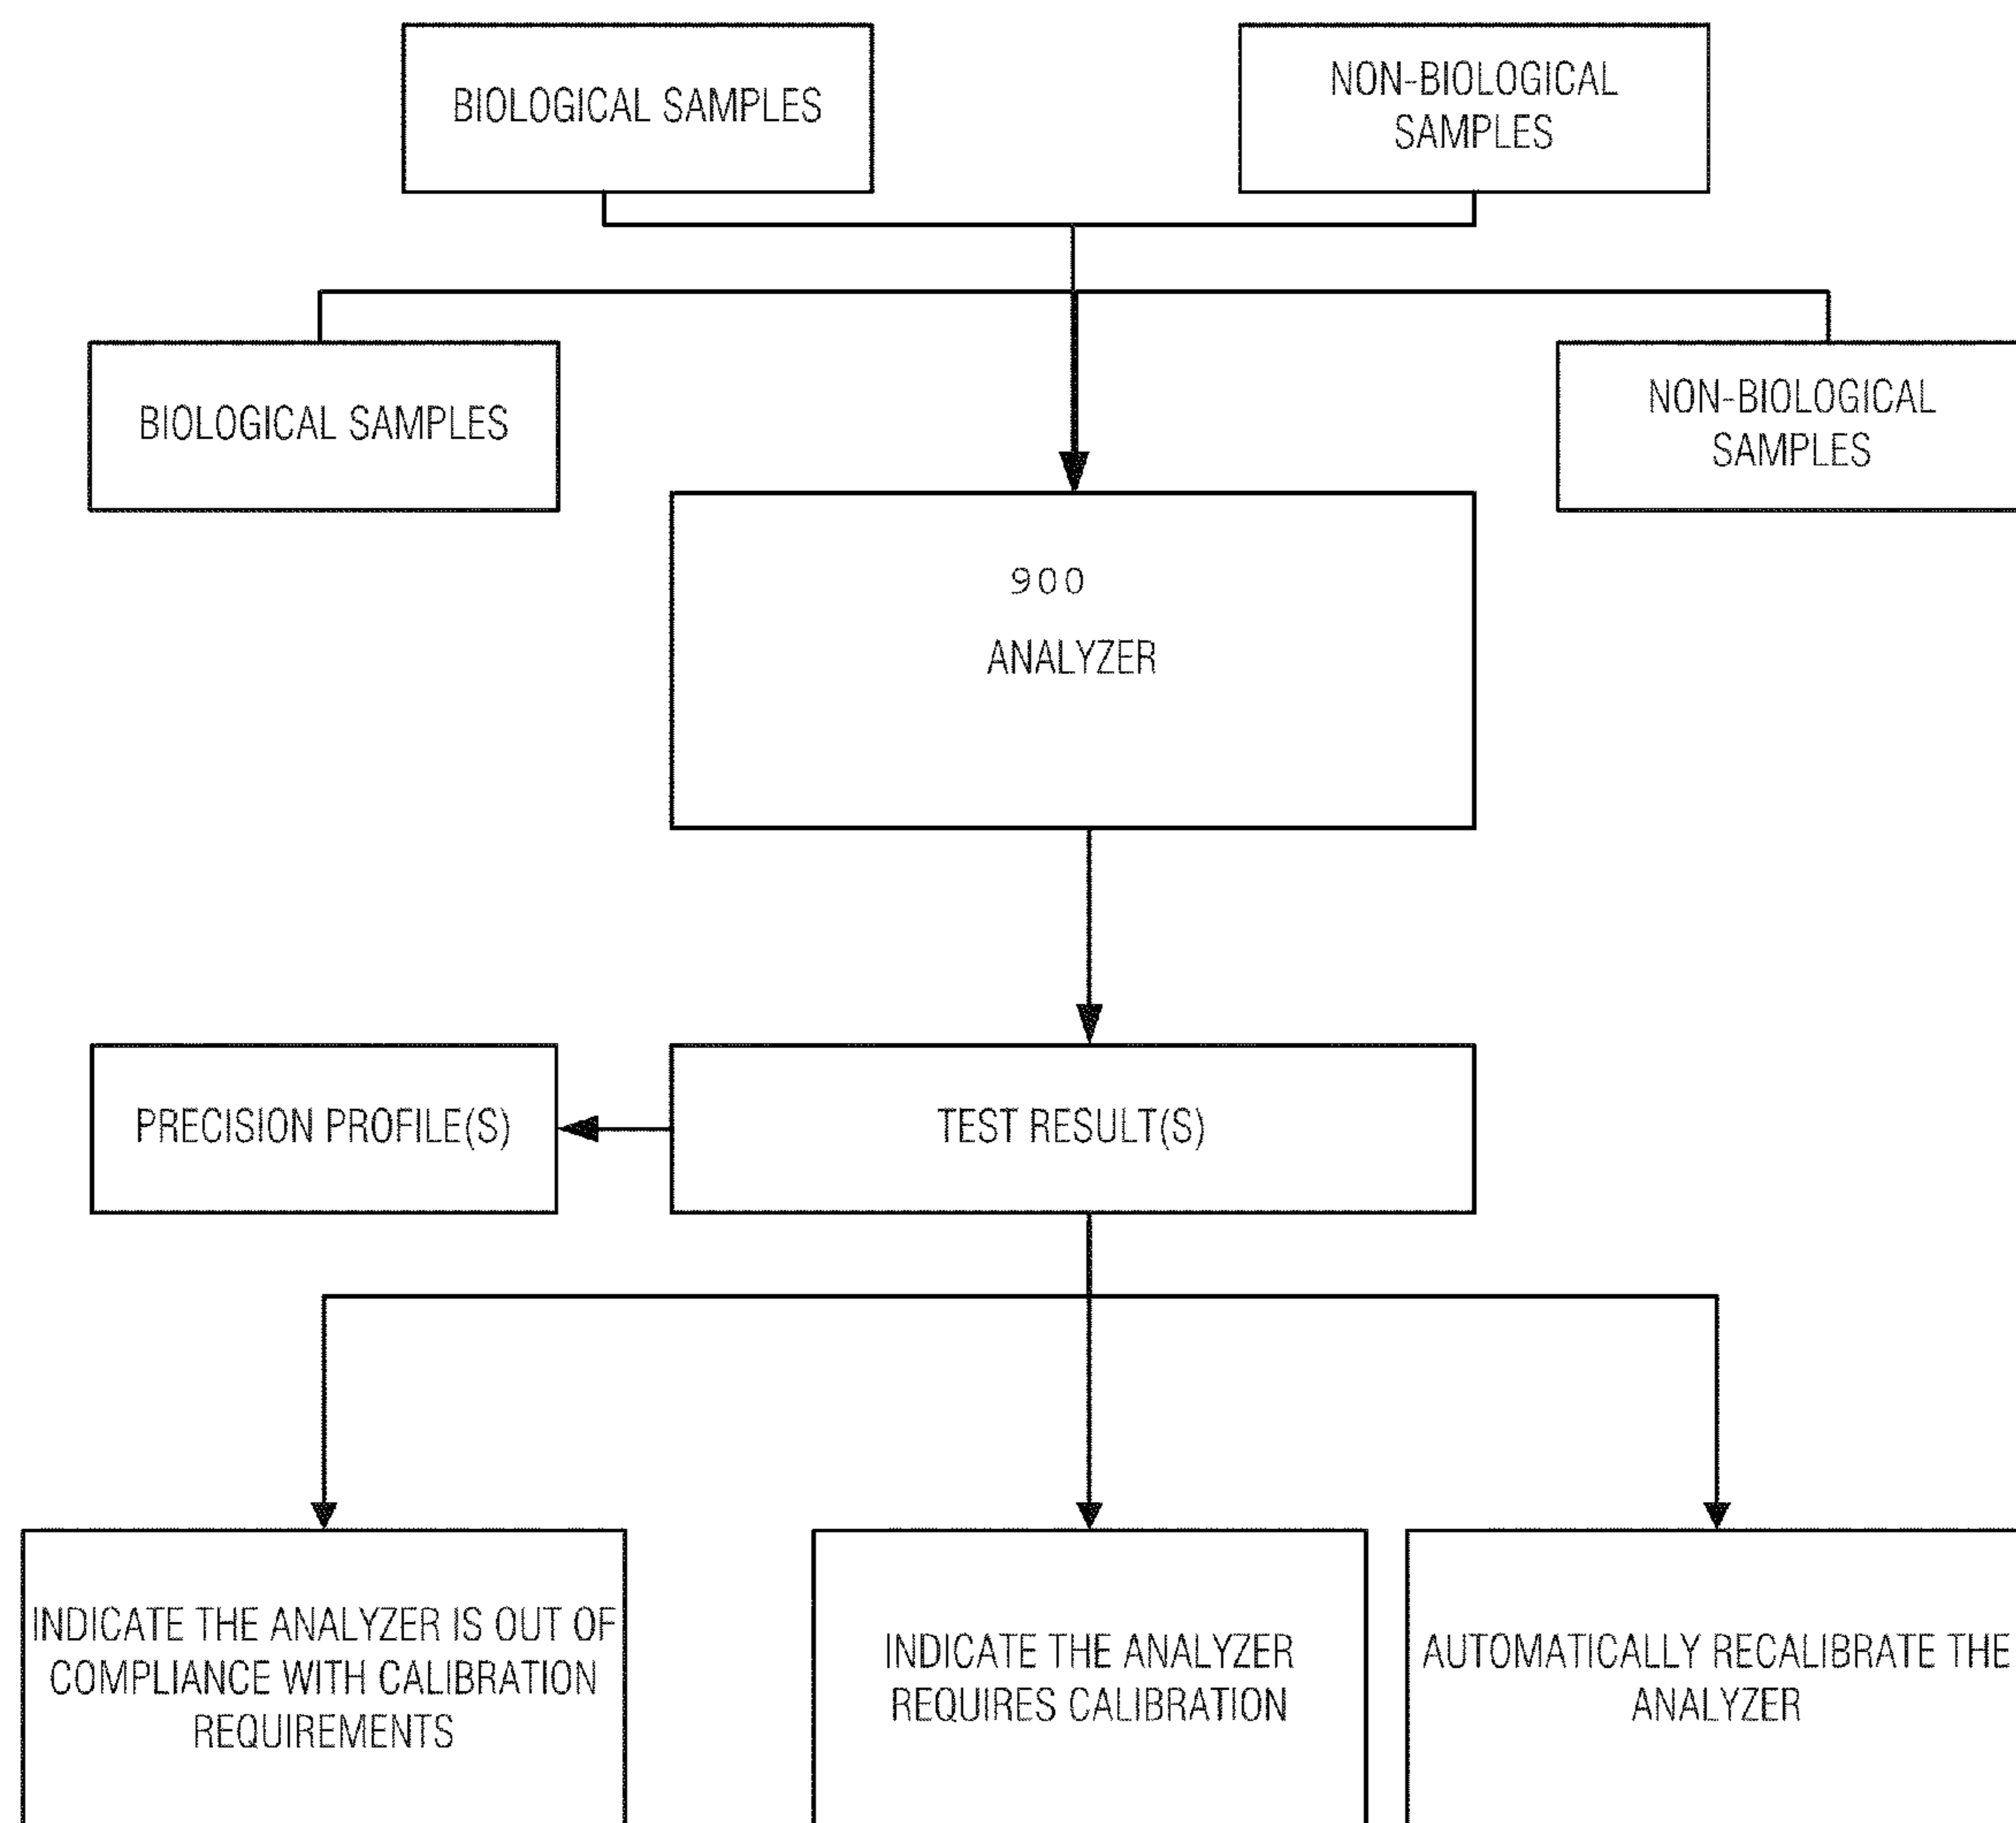 BIOLOGICAL SAMPLES
NON-BIOLOGICAL
SAMPLES
BIOLOGICAL SAMPLES
NON-BIOLOGICAL
SAMPLES
900
ANALYZER
PRECISION PROFILE(S)
TEST RESULT(S)
INDICATE THE ANALYZER IS OUT OF
COMPLIANCE WITH CALIBRATION
REQUIREMENTS
INDICATE THE ANALYZER
REQUIRES CALIBRATION
AUTOMATICALLY RECALIBRATE THE
ANALYZER